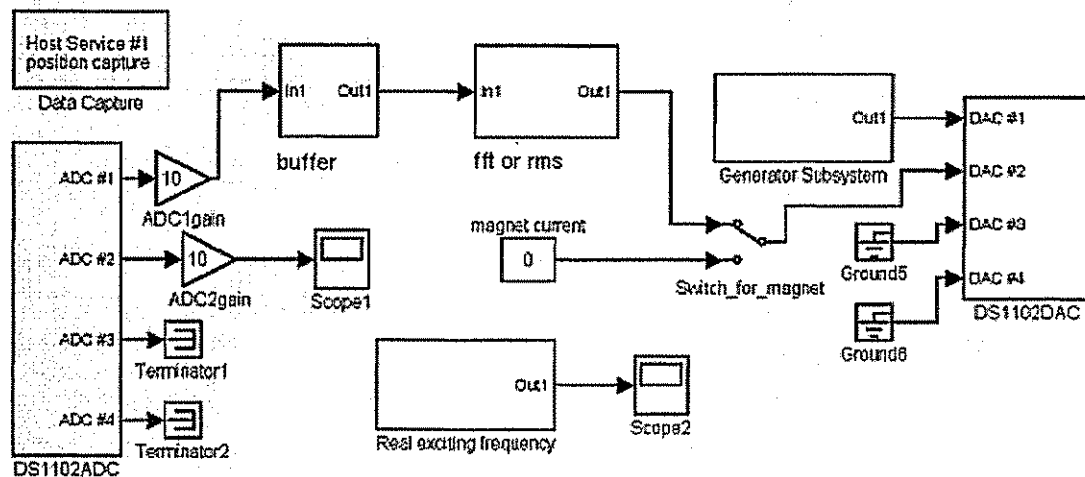 Host Service #1
position capture
Data Capture
ADC #1
ADC #2
ADC #3
ADC #4
DS1102ADC
10
ADC1gain
10
ADC2gain
Terminator1
Terminator2
In1
Out1
buffer
Scope1
In1
Out1
fft or rms
magnet current
0
Switch_for_magnet
Out1
Real exciting frequency
Scope2
Out1
Generator Subsystem
Ground5
Ground6
DAC #1
DAC #2
DAC #3
DAC #4
DS1102DAC